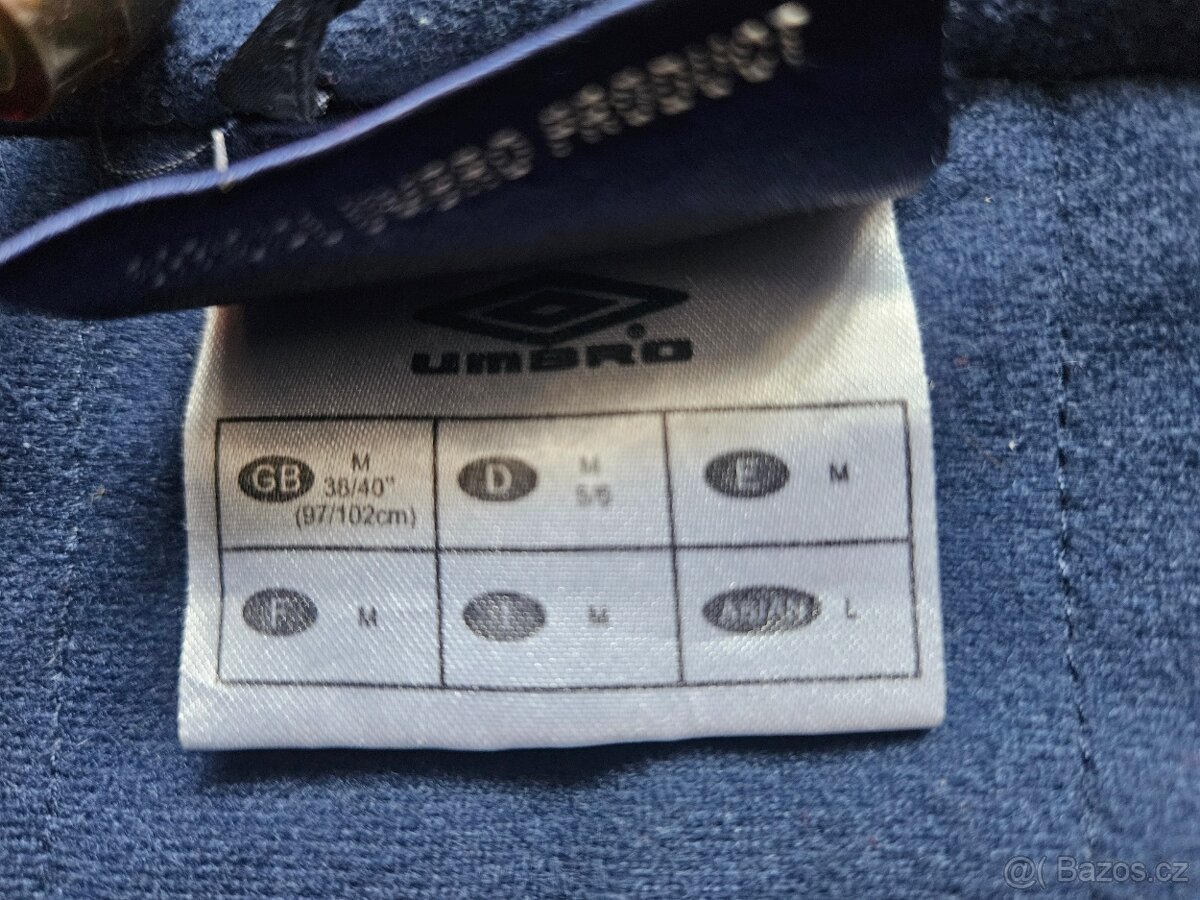 UMBRO PRODUCT
®
UMBRO
GB M
38/40"
(97/102cm)
D M
5/6
E M
F M
I M
ASIAN L
@( Bazos.cz